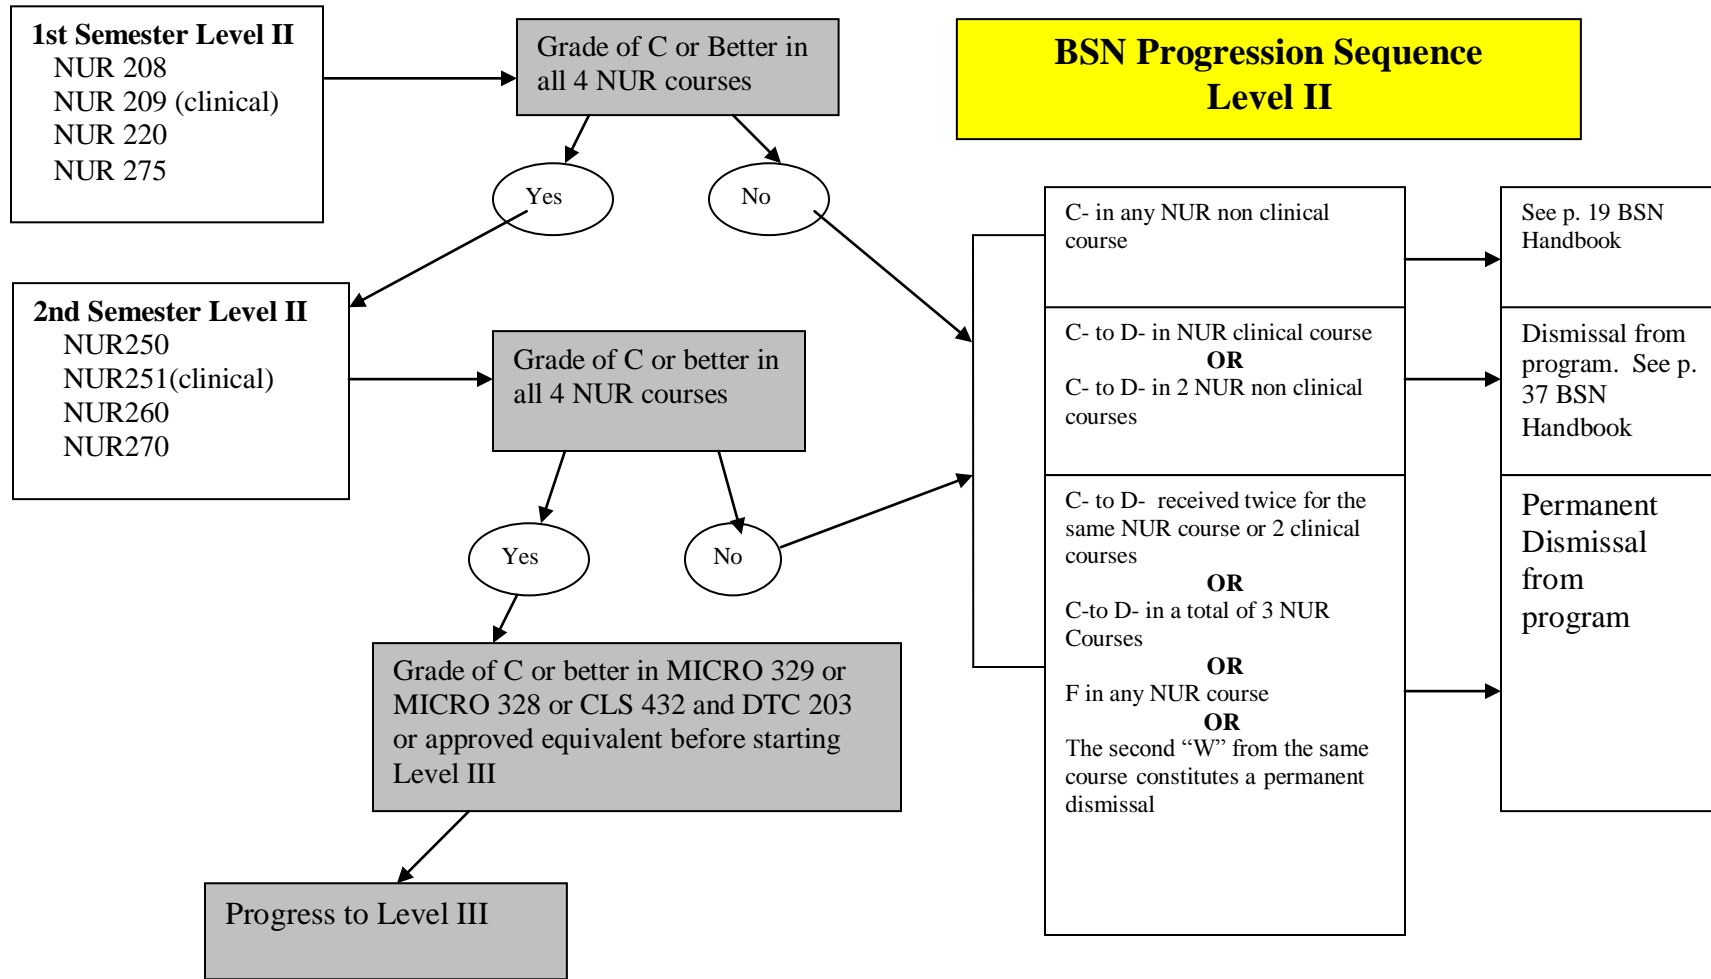 1st Semester Level II
NUR 208
NUR 209 (clinical)
NUR 220
NUR 275
Grade of C or Better in
all 4 NUR courses
BSN Progression Sequence
Level II
Yes
No
2nd Semester Level II
NUR250
NUR251(clinical)
NUR260
NUR270
Grade of C or better in
all 4 NUR courses
Yes
No
Grade of C or better in MICRO 329 or
MICRO 328 or CLS 432 and DTC 203
or approved equivalent before starting
Level III
Progress to Level III
C- in any NUR non clinical
course
See p. 19 BSN
Handbook
C- to D- in NUR clinical course
OR
C- to D- in 2 NUR non clinical
courses
Dismissal from
program.  See p.
37 BSN
Handbook
C- to D-  received twice for the
same NUR course or 2 clinical
courses
OR
C-to D- in a total of 3 NUR
Courses
OR
F in any NUR course
OR
The second “W” from the same
course constitutes a permanent
dismissal
Permanent
Dismissal
from
program